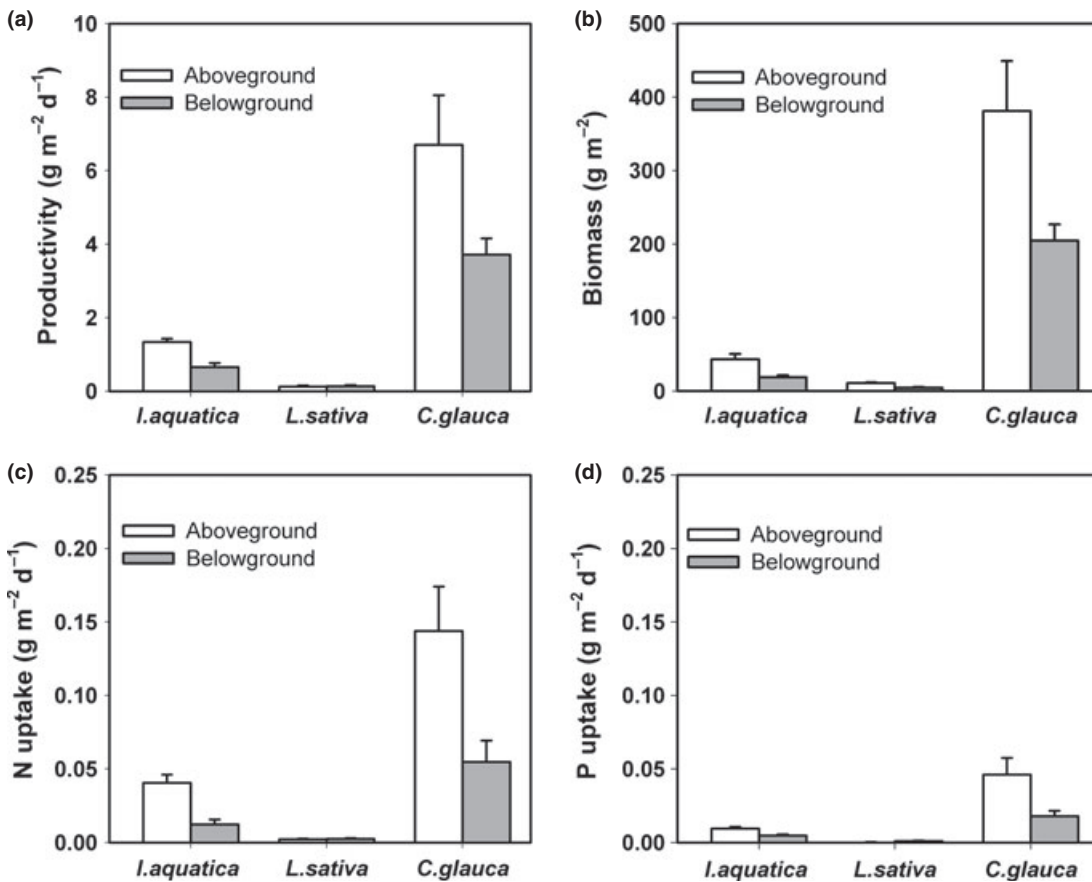 (a)
10
8
6
4
2
0
Productivity (g m⁻² d⁻¹)
Aboveground
Belowground
I.aquatica L.sativa C.glauca
(b)
500
400
300
200
100
0
Biomass (g m⁻²)
Aboveground
Belowground
I.aquatica L.sativa C.glauca
(c)
0.25
0.20
0.15
0.10
0.05
0.00
N uptake (g m⁻² d⁻¹)
Aboveground
Belowground
I.aquatica L.sativa C.glauca
(d)
0.25
0.20
0.15
0.10
0.05
0.00
P uptake (g m⁻² d⁻¹)
Aboveground
Belowground
I.aquatica L.sativa C.glauca